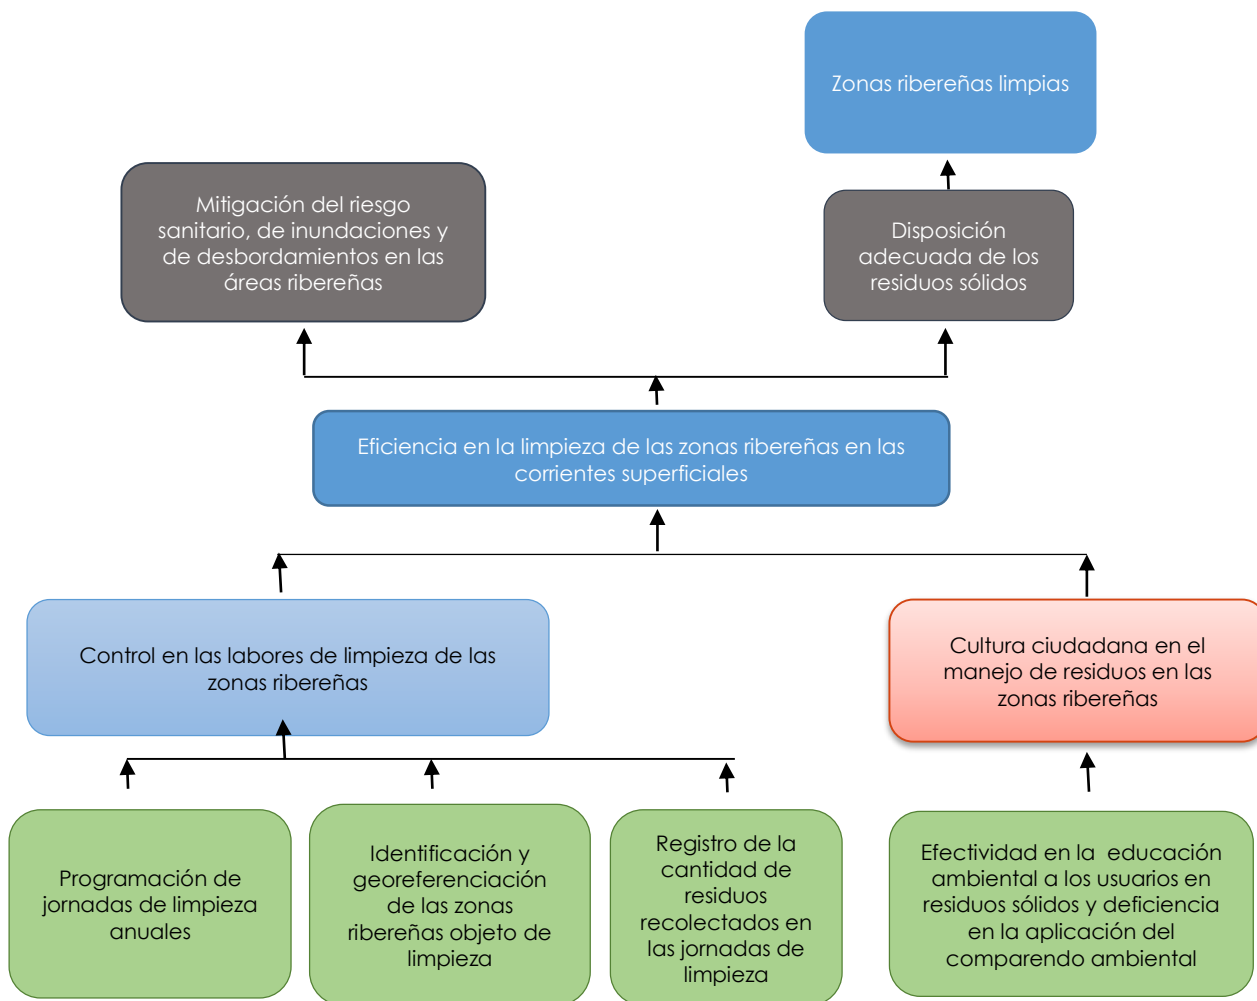 Zonas ribereñas limpias
Mitigación del riesgo
sanitario, de inundaciones y
de desbordamientos en las
áreas ribereñas
Disposición
adecuada de los
residuos sólidos
Eficiencia en la limpieza de las zonas ribereñas en las
corrientes superficiales
Control en las labores de limpieza de las
zonas ribereñas
Cultura ciudadana en el
manejo de residuos en las
zonas ribereñas
Programación de
jornadas de limpieza
anuales
Identificación y
georeferenciación
de las zonas
ribereñas objeto de
limpieza
Registro de la
cantidad de
residuos
recolectados en
las jornadas de
limpieza
Efectividad en la educación
ambiental a los usuarios en
residuos sólidos y deficiencia
en la aplicación del
comparendo ambiental